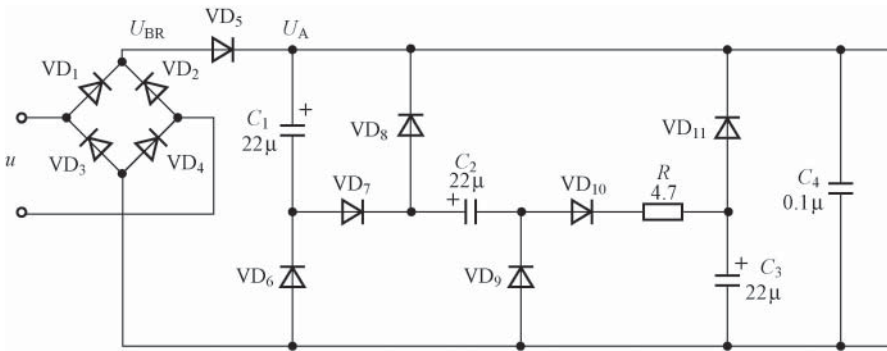 U_BR
VD₅
U_A
VD₁
VD₂
VD₃
VD₄
u
C₁
22μ
+
VD₈
VD₁₁
C₂
22μ
+
VD₇
VD₁₀
R
4.7
C₄
0.1μ
VD₆
VD₉
+
C₃
22μ